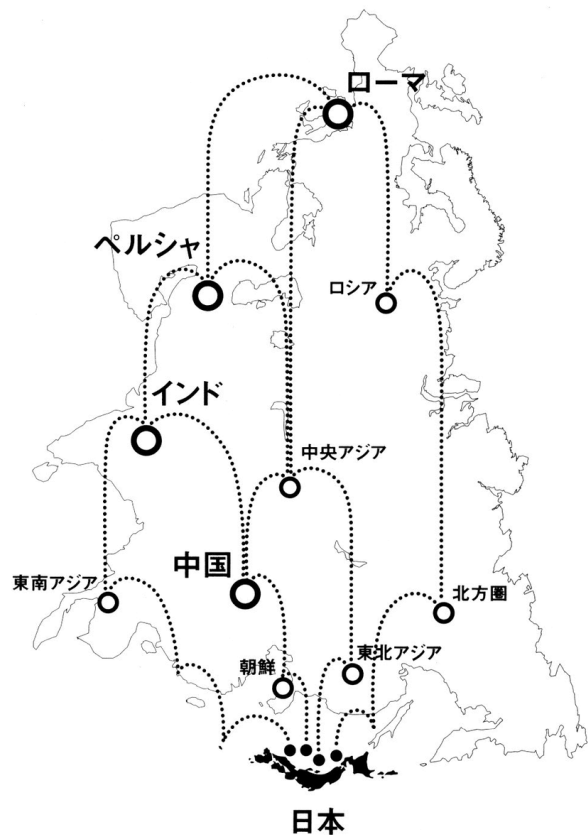 ローマ
ペルシャ
ロシア
インド
中央アジア
中国
東南アジア
北方圏
朝鮮
東北アジア
日本